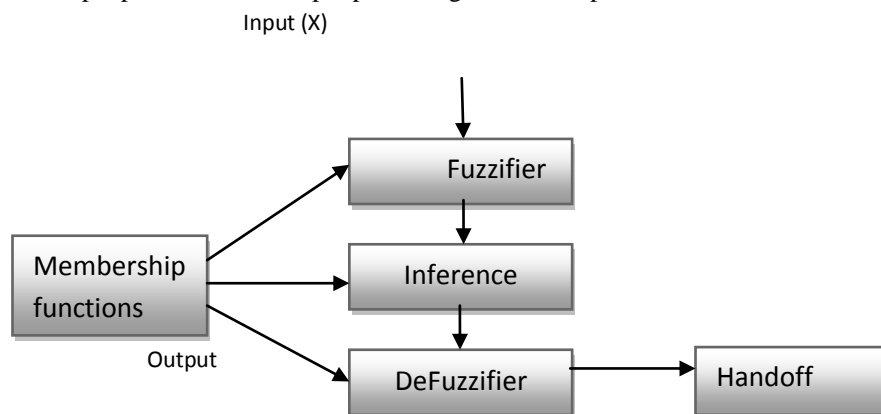 Input (X)
Fuzzifier
Membership
functions
Inference
Output
DeFuzzifier
Handoff